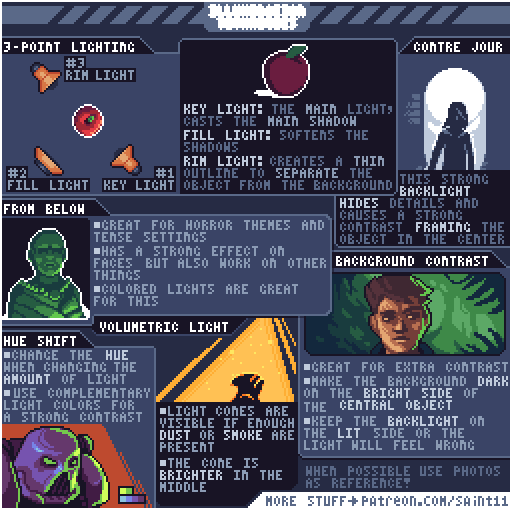 3-POINT LIGHTING
#3
RIM LIGHT
#2
FILL LIGHT
#1
KEY LIGHT
KEY LIGHT: THE MAIN LIGHT,
CASTS THE MAIN SHADOW
FILL LIGHT: SOFTENS THE
SHADOWS
RIM LIGHT: CREATES A THIN
OUTLINE TO SEPARATE THE
OBJECT FROM THE BACKGROUND
CONTRE JOUR
THIS STRONG
BACKLIGHT
HIDES DETAILS AND
CAUSES A STRONG
CONTRAST FRAMING THE
OBJECT IN THE CENTER
FROM BELOW
▪GREAT FOR HORROR THEMES AND
TENSE SETTINGS
▪HAS A STRONG EFFECT ON
FACES BUT ALSO WORK ON OTHER
THINGS
▪COLORED LIGHTS ARE GREAT
FOR THIS
BACKGROUND CONTRAST
▪GREAT FOR EXTRA CONTRAST
▪MAKE THE BACKGROUND DARK
ON THE BRIGHT SIDE OF
THE CENTRAL OBJECT
▪KEEP THE BACKLIGHT ON
THE LIT SIDE OR THE
LIGHT WILL FEEL WRONG
VOLUMETRIC LIGHT
▪LIGHT CONES ARE
VISIBLE IF ENOUGH
DUST OR SMOKE ARE
PRESENT
▪THE CONE IS
BRIGHTER IN THE
MIDDLE
HUE SHIFT
▪CHANGE THE HUE
WHEN CHANGING THE
AMOUNT OF LIGHT
▪USE COMPLEMENTARY
LIGHT COLORS FOR
A STRONG CONTRAST
WHEN POSSIBLE USE PHOTOS
AS REFERENCE!
MORE STUFF→PATREON.COM/SAINT11